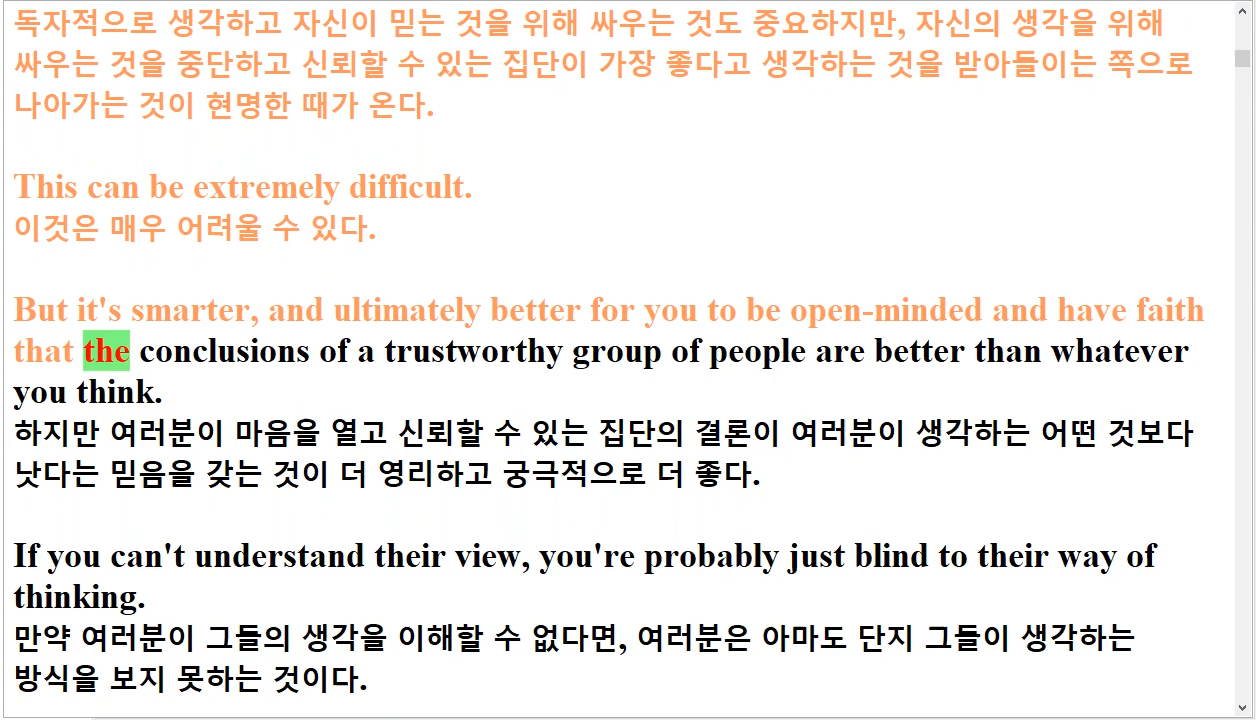 독자적으로 생각하고 자신이 믿는 것을 위해 싸우는 것도 중요하지만, 자신의 생각을 위해
싸우는 것을 중단하고 신뢰할 수 있는 집단이 가장 좋다고 생각하는 것을 받아들이는 쪽으로
나아가는 것이 현명한 때가 온다.
This can be extremely difficult.
이것은 매우 어려울 수 있다.
But it's smarter, and ultimately better for you to be open-minded and have faith
that the conclusions of a trustworthy group of people are better than whatever
you think.
하지만 여러분이 마음을 열고 신뢰할 수 있는 집단의 결론이 여러분이 생각하는 어떤 것보다
낫다는 믿음을 갖는 것이 더 영리하고 궁극적으로 더 좋다.
If you can't understand their view, you're probably just blind to their way of
thinking.
만약 여러분이 그들의 생각을 이해할 수 없다면, 여러분은 아마도 단지 그들이 생각하는
방식을 보지 못하는 것이다.